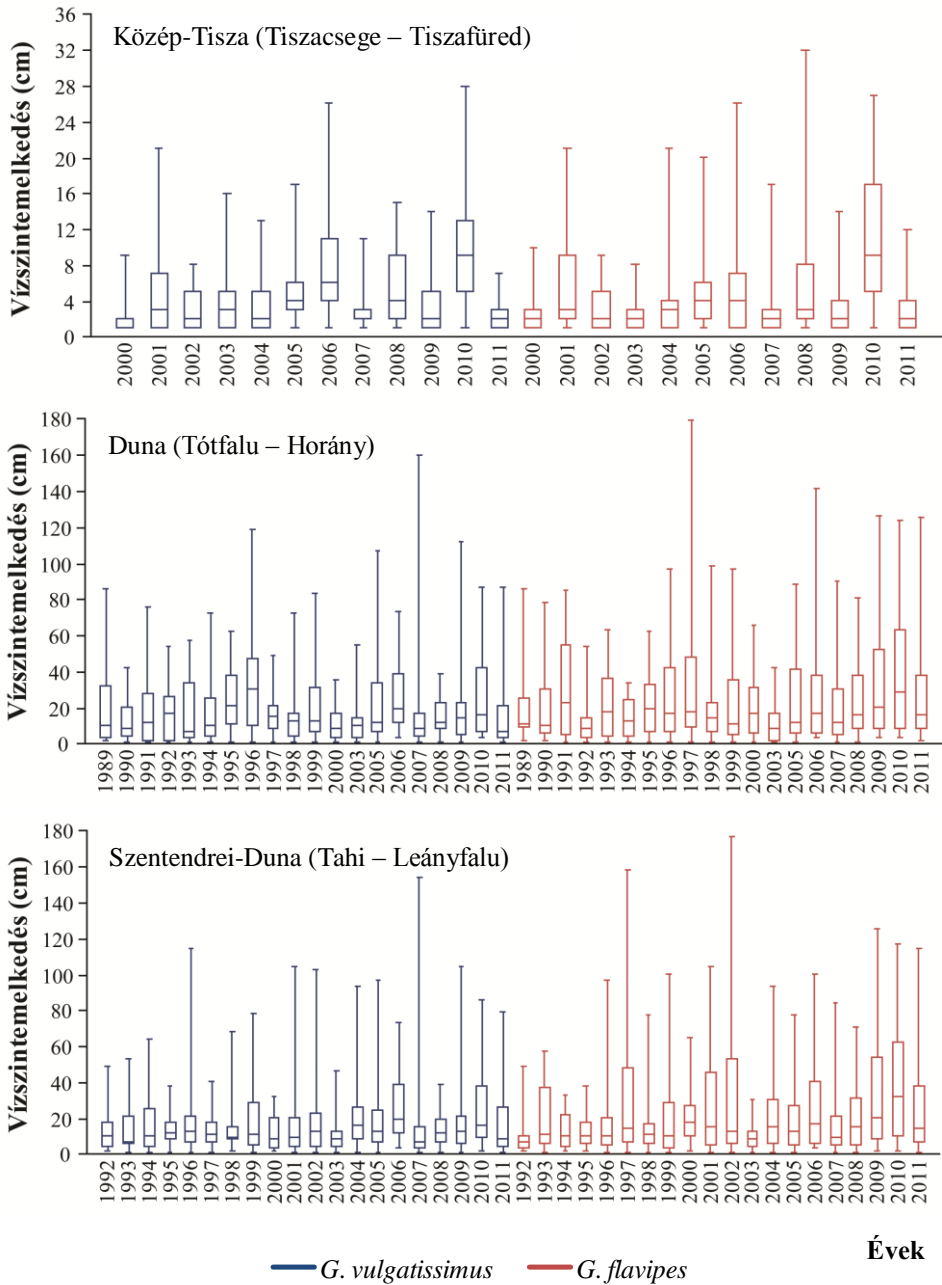 Vízszintemelkedés (cm)
Közép-Tisza (Tiszacsege – Tiszafüred)
36
32
28
24
20
16
12
8
4
0
2000 2001 2002 2003 2004 2005 2006 2007 2008 2009 2010 2011 2000 2001 2002 2003 2004 2005 2006 2007 2008 2009 2010 2011
Vízszintemelkedés (cm)
Duna (Tótfalu – Horány)
180
160
140
120
100
80
60
40
20
0
1989 1990 1991 1992 1993 1994 1995 1996 1997 1998 1999 2000 2003 2005 2006 2007 2008 2009 2010 2011 1989 1990 1991 1992 1993 1994 1995 1996 1997 1998 1999 2000 2003 2005 2006 2007 2008 2009 2010 2011
Vízszintemelkedés (cm)
Szentendrei-Duna (Tahi – Leányfalu)
180
160
140
120
100
80
60
40
20
0
1992 1993 1994 1995 1996 1997 1998 1999 2000 2001 2002 2003 2004 2005 2006 2007 2008 2009 2010 2011 1992 1993 1994 1995 1996 1997 1998 1999 2000 2001 2002 2003 2004 2005 2006 2007 2008 2009 2010 2011
Évek
G. vulgatissimus G. flavipes